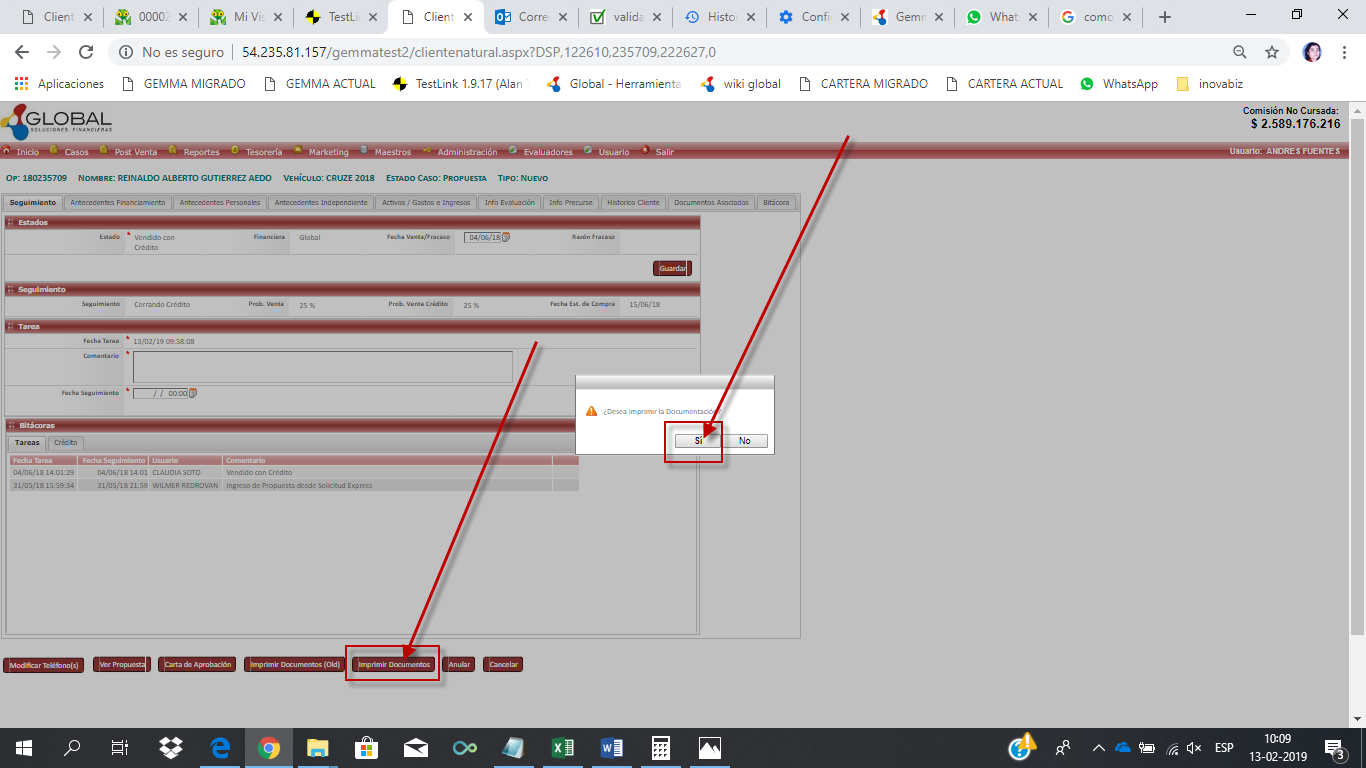 Client
00002
Mi Vis
TestLin
Client
Corre
valida
Histor
Confi
Gemm
Whats
como
No es seguro | 54.235.81.157/gemmatest2/clientenatural.aspx?DSP,122610,235709,222627,0
Aplicaciones GEMMA MIGRADO GEMMA ACTUAL TestLink 1.9.17 (Alan Global - Herramienta wiki global CARTERA MIGRADO CARTERA ACTUAL WhatsApp inovabiz
GLOBAL
SOLUCIONES FINANCIERAS
Comisión No Cursada:
$ 2.589.176.216
Inicio Casos Post Venta Reportes Tesorería Marketing Maestros Administración Evaluadores Usuario Salir Usuario: ANDRES FUENTES
Op: 180235709 Nombre: REINALDO ALBERTO GUTIERREZ AEDO Vehículo: CRUZE 2018 Estado Caso: Propuesta Tipo: Nuevo
Seguimiento Antecedentes Financiamiento Antecedentes Personales Antecedentes Independiente Activos / Gastos e Ingresos Info Evaluación Info Precurse Historico Cliente Documentos Asociados Bitácora
Estados
Estado * Vendido con Crédito Financiera Global Fecha Venta/Fracaso 04/06/18 Razón Fracaso
Guardar
Seguimiento
Seguimiento Cerrando Crédito Prob. Venta 25 % Prob. Venta Crédito 25 % Fecha Est. de Compra 15/06/18
Tarea
Fecha Tarea * 13/02/19 09:58:08
Comentario *
Fecha Seguimiento * / / 00:00
¿Desea imprimir la Documentación?
Sí No
Bitácoras
Tareas Crédito
Fecha Tarea Fecha Seguimiento Usuario Comentario
04/06/18 14:01:29 04/06/18 14:01 CLAUDIA SOTO Vendido con Crédito
31/05/18 15:59:34 31/05/18 21:59 WILMER REDROVAN Ingreso de Propuesta desde Solicitud Express
Modificar Teléfono(s) Ver Propuesta Carta de Aprobación Imprimir Documentos (Old) Imprimir Documentos Anular Cancelar
ESP
10:09
13-02-2019
3